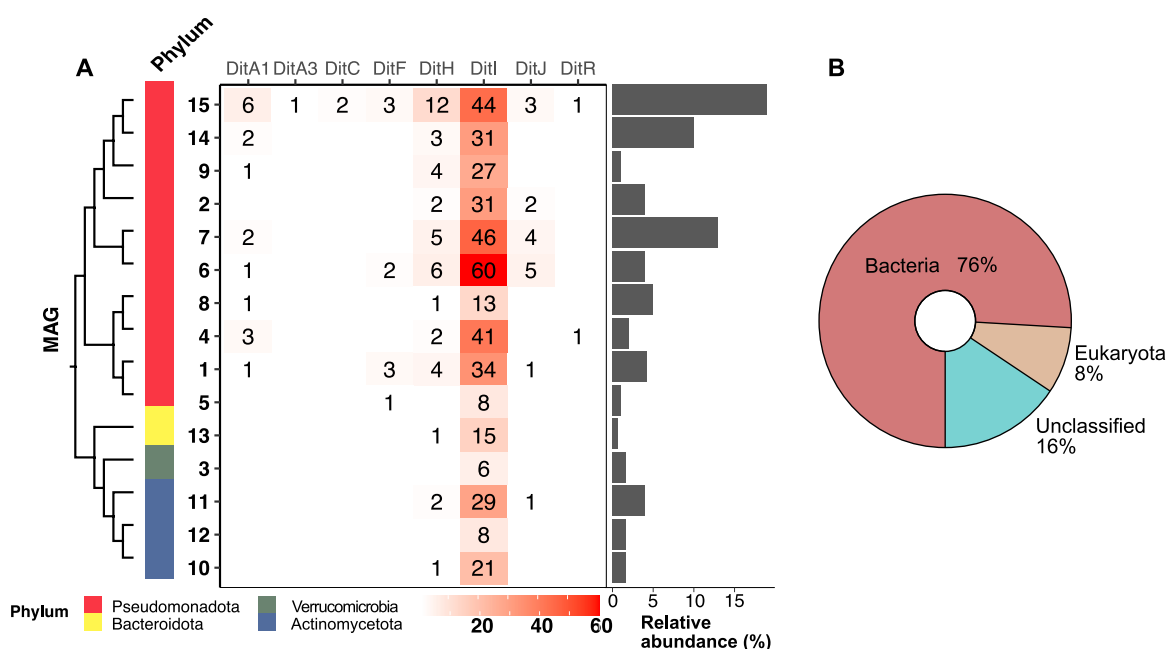 A
Phylum
DitA1 DitA3 DitC DitF DitH DitI DitJ DitR
15 6 1 2 3 12 44 3 1
14 2 3 31
9 1 4 27
2 2 31 2
7 2 5 46 4
6 1 2 6 60 5
8 1 1 13
4 3 2 41 1
1 1 3 4 34 1
5 1 8
13 1 15
3 6
11 2 29 1
12 8
10 1 21
MAG
0 5 10 15
Relative
abundance (%)
Phylum
Pseudomonadota
Bacteroidota
Verrucomicrobia
Actinomycetota
20 40 60
B
Bacteria 76%
Eukaryota
8%
Unclassified
16%